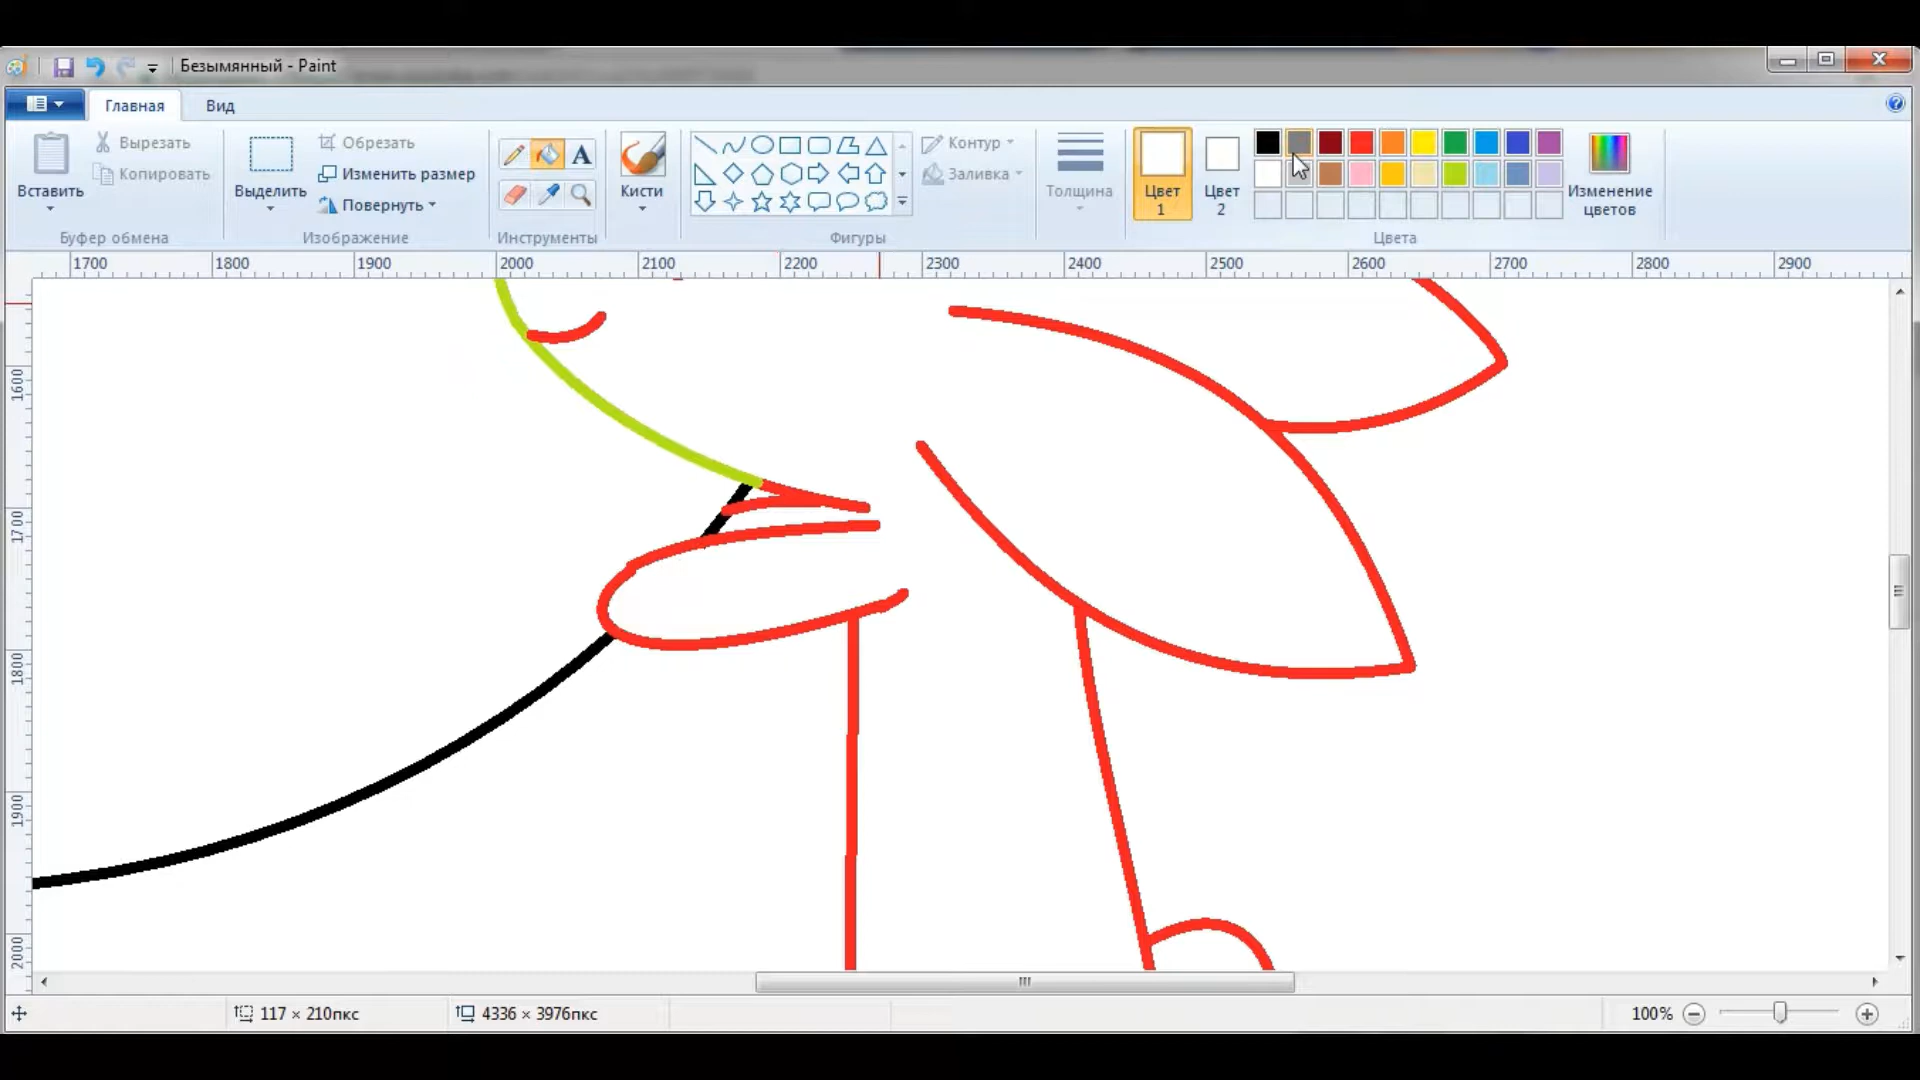 Безымянный - Paint
Главная Вид
Вставить
Вырезать
Копировать
Буфер обмена
Выделить
Обрезать
Изменить размер
Повернуть
Изображение
A
Инструменты
Кисти
Фигуры
Контур
Заливка
Толщина
Цвет
1
Цвет
2
Изменение
цветов
Цвета
1700 1800 1900 2000 2100 2200 2300 2400 2500 2600 2700 2800 2900
1600
1700
1800
1900
2000
117 × 210пкс 4336 × 3976пкс 100%